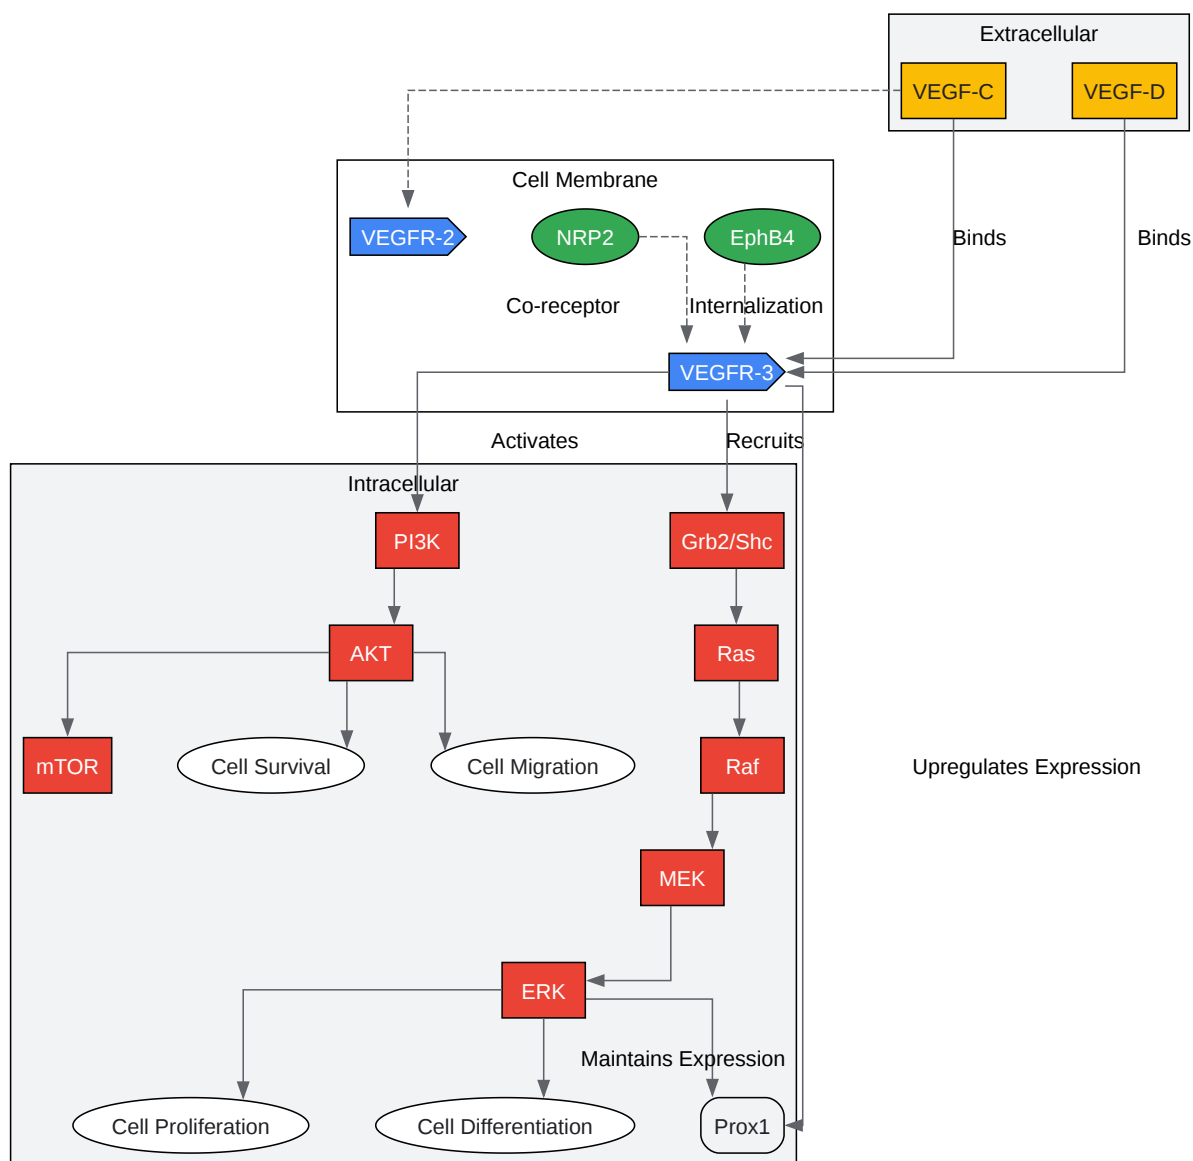 Extracellular
VEGF-C
VEGF-D
Cell Membrane
VEGFR-2
NRP2
EphB4
Binds
Binds
Co-receptor
Internalization
VEGFR-3
Activates
Recruits
Intracellular
PI3K
Grb2/Shc
AKT
Ras
mTOR
Cell Survival
Cell Migration
Raf
Upregulates Expression
MEK
ERK
Maintains Expression
Cell Proliferation
Cell Differentiation
Prox1